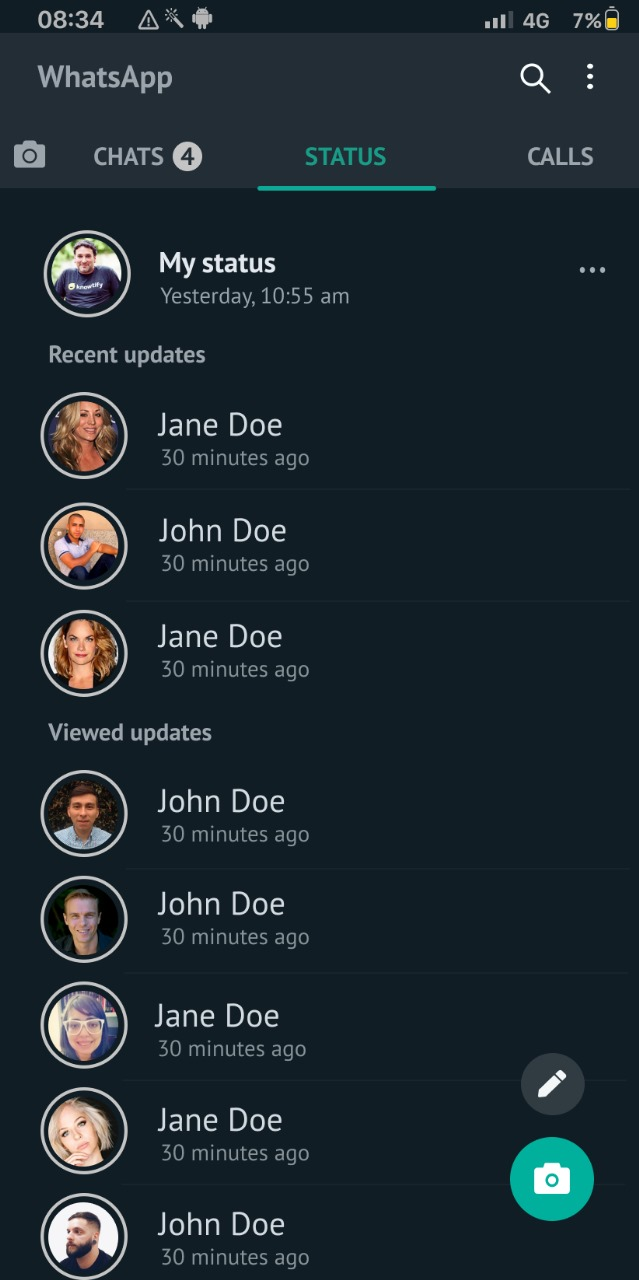 08:34 4G 7%
WhatsApp
CHATS 4 STATUS CALLS
My status
Yesterday, 10:55 am
knowtify
Recent updates
Jane Doe
30 minutes ago
John Doe
30 minutes ago
Jane Doe
30 minutes ago
Viewed updates
John Doe
30 minutes ago
John Doe
30 minutes ago
Jane Doe
30 minutes ago
Jane Doe
30 minutes ago
John Doe
30 minutes ago